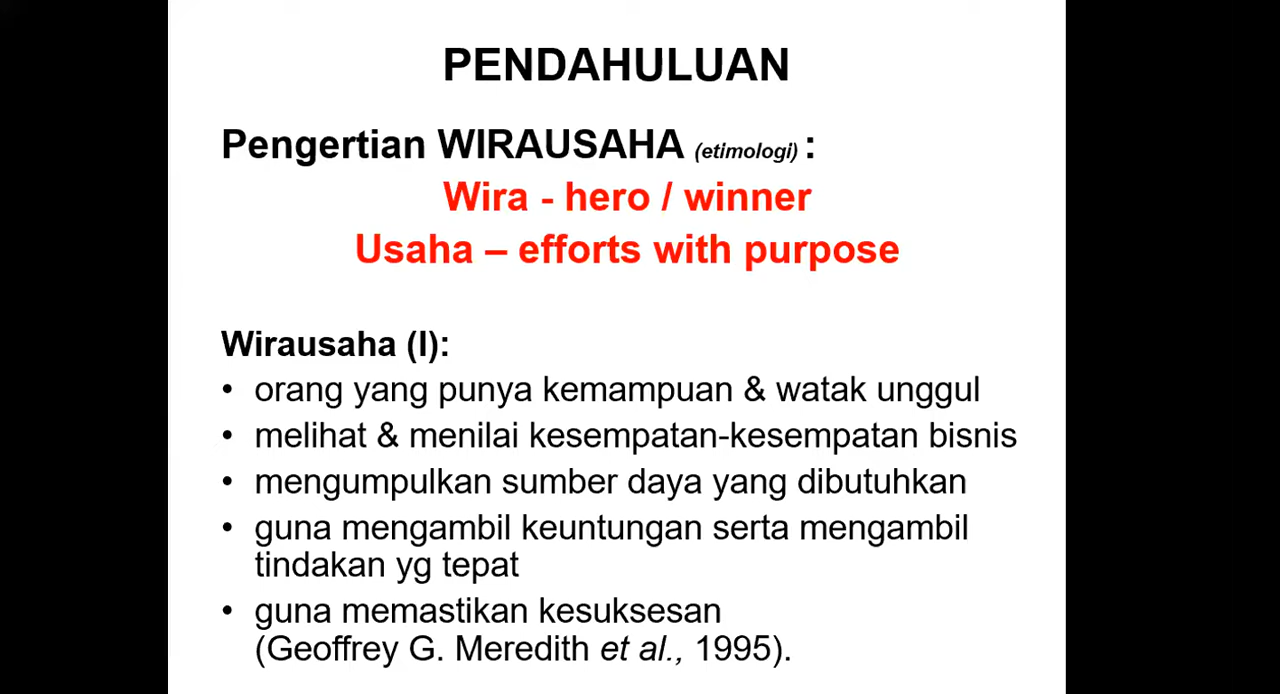 PENDAHULUAN
Pengertian WIRAUSAHA (etimologi) :
Wira - hero / winner
Usaha – efforts with purpose
Wirausaha (I):
• orang yang punya kemampuan & watak unggul
• melihat & menilai kesempatan-kesempatan bisnis
• mengumpulkan sumber daya yang dibutuhkan
• guna mengambil keuntungan serta mengambil
tindakan yg tepat
• guna memastikan kesuksesan
(Geoffrey G. Meredith et al., 1995).